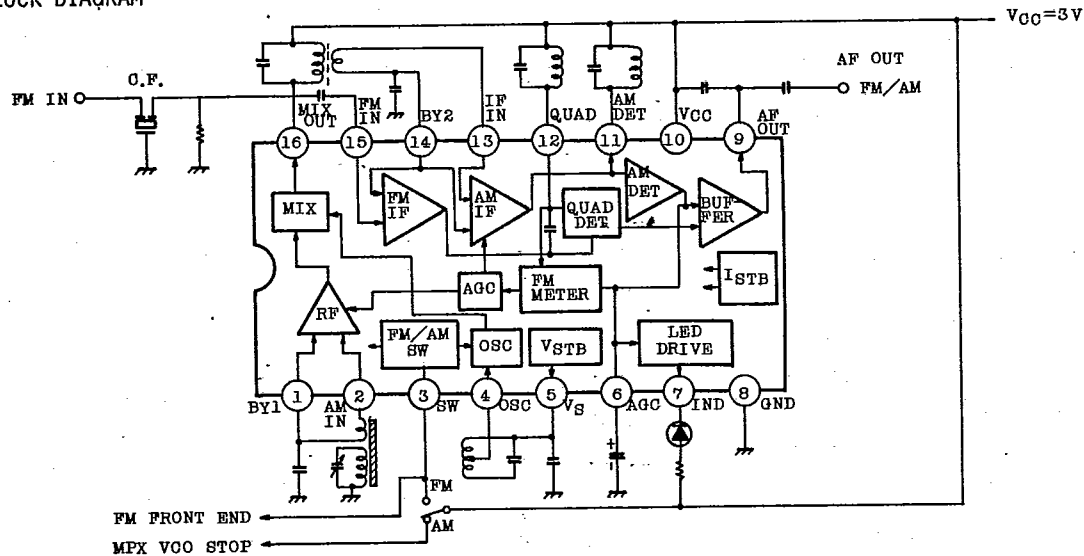 BLOCK DIAGRAM
VCC=3V
C.F.
AF OUT
FM IN
FM/AM
MIX OUT
FM IN
BY2
IF IN
QUAD
AM DET
VCC
AF OUT
16
15
14
13
12
11
10
9
MIX
FM IF
AM IF
QUAD DET.
AM DET
BUFFER
ISTB
AGC
FM METER
RF
FM/AM SW
OSC
VSTB
LED DRIVE
1
2
3
4
5
6
7
8
BY1
AM IN
SW
OSC
VS
AGC
IND
GND
+
-
FM
FM FRONT END
AM
MPX VCO STOP